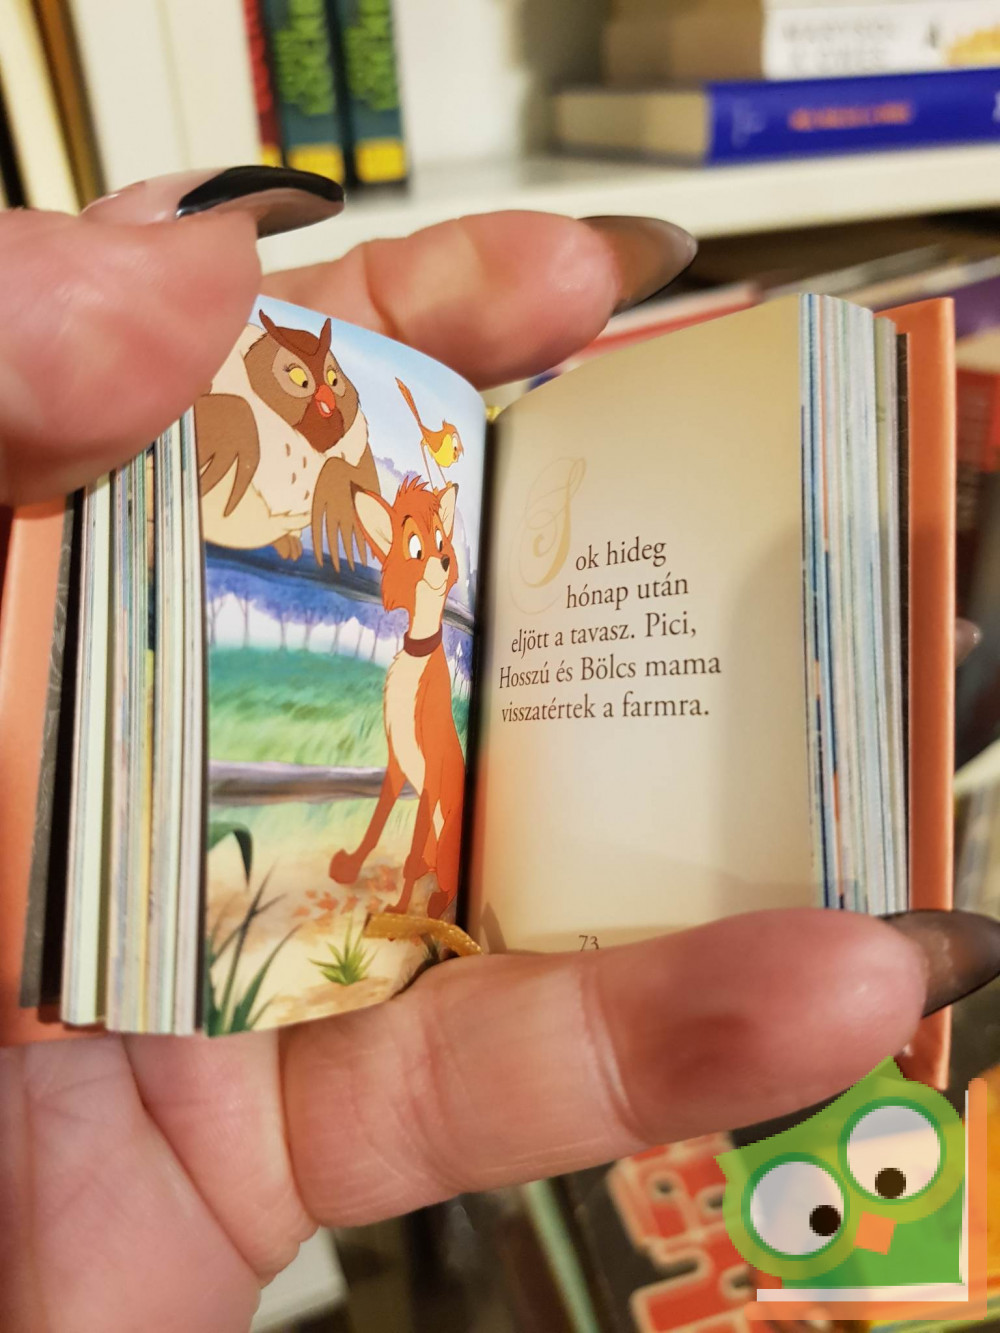 Sok hideg
hónap után
eljött a tavasz. Pici,
Hosszú és Bölcs mama
visszatértek a farmra.
73